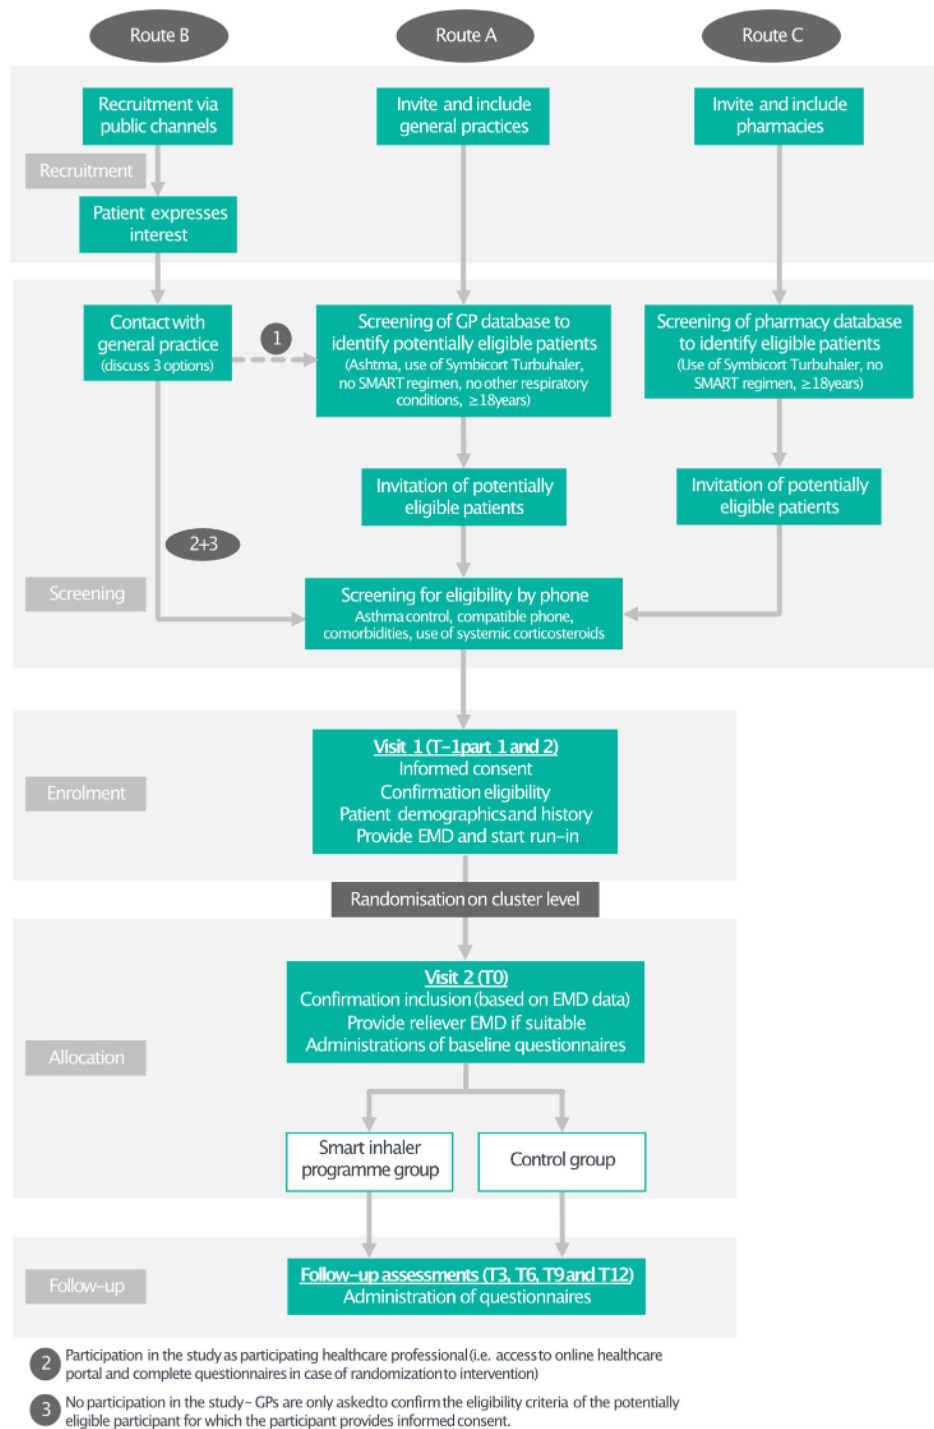 Route B
Route A
Route C
Recruitment via
public channels
Invite and include
general practices
Invite and include
pharmacies
Recruitment
Patient expresses
interest
Contact with
general practice
(discuss 3 options)
1
Screening of GP database to
identify potentially eligible patients
(Ashtma, use of Symbicort Turbuhaler,
no SMART regimen, no other respiratory
conditions, ≥18years)
Screening of pharmacy database
to identify eligible patients
(Use of Symbicort Turbuhaler, no
SMART regimen, ≥18years)
Invitation of potentially
eligible patients
Invitation of potentially
eligible patients
2+3
Screening
Screening for eligibility by phone
Asthma control, compatible phone,
comorbidities, use of systemic corticosteroids
Enrolment
Visit 1 (T-1part 1 and 2)
Informed consent
Confirmation eligibility
Patient demographics and history
Provide EMD and start run-in
Randomisation on cluster level
Allocation
Visit 2 (T0)
Confirmation inclusion (based on EMD data)
Provide reliever EMD if suitable
Administrations of baseline questionnaires
Smart inhaler
programme group
Control group
Follow-up
Follow-up assessments (T3, T6, T9 and T12)
Administration of questionnaires
2 Participation in the study as participating healthcare professional (i.e. access to online healthcare
portal and complete questionnaires in case of randomization to intervention)
3 No participation in the study - GPs are only asked to confirm the eligibility criteria of the potentially
eligible participant for which the participant provides informed consent.